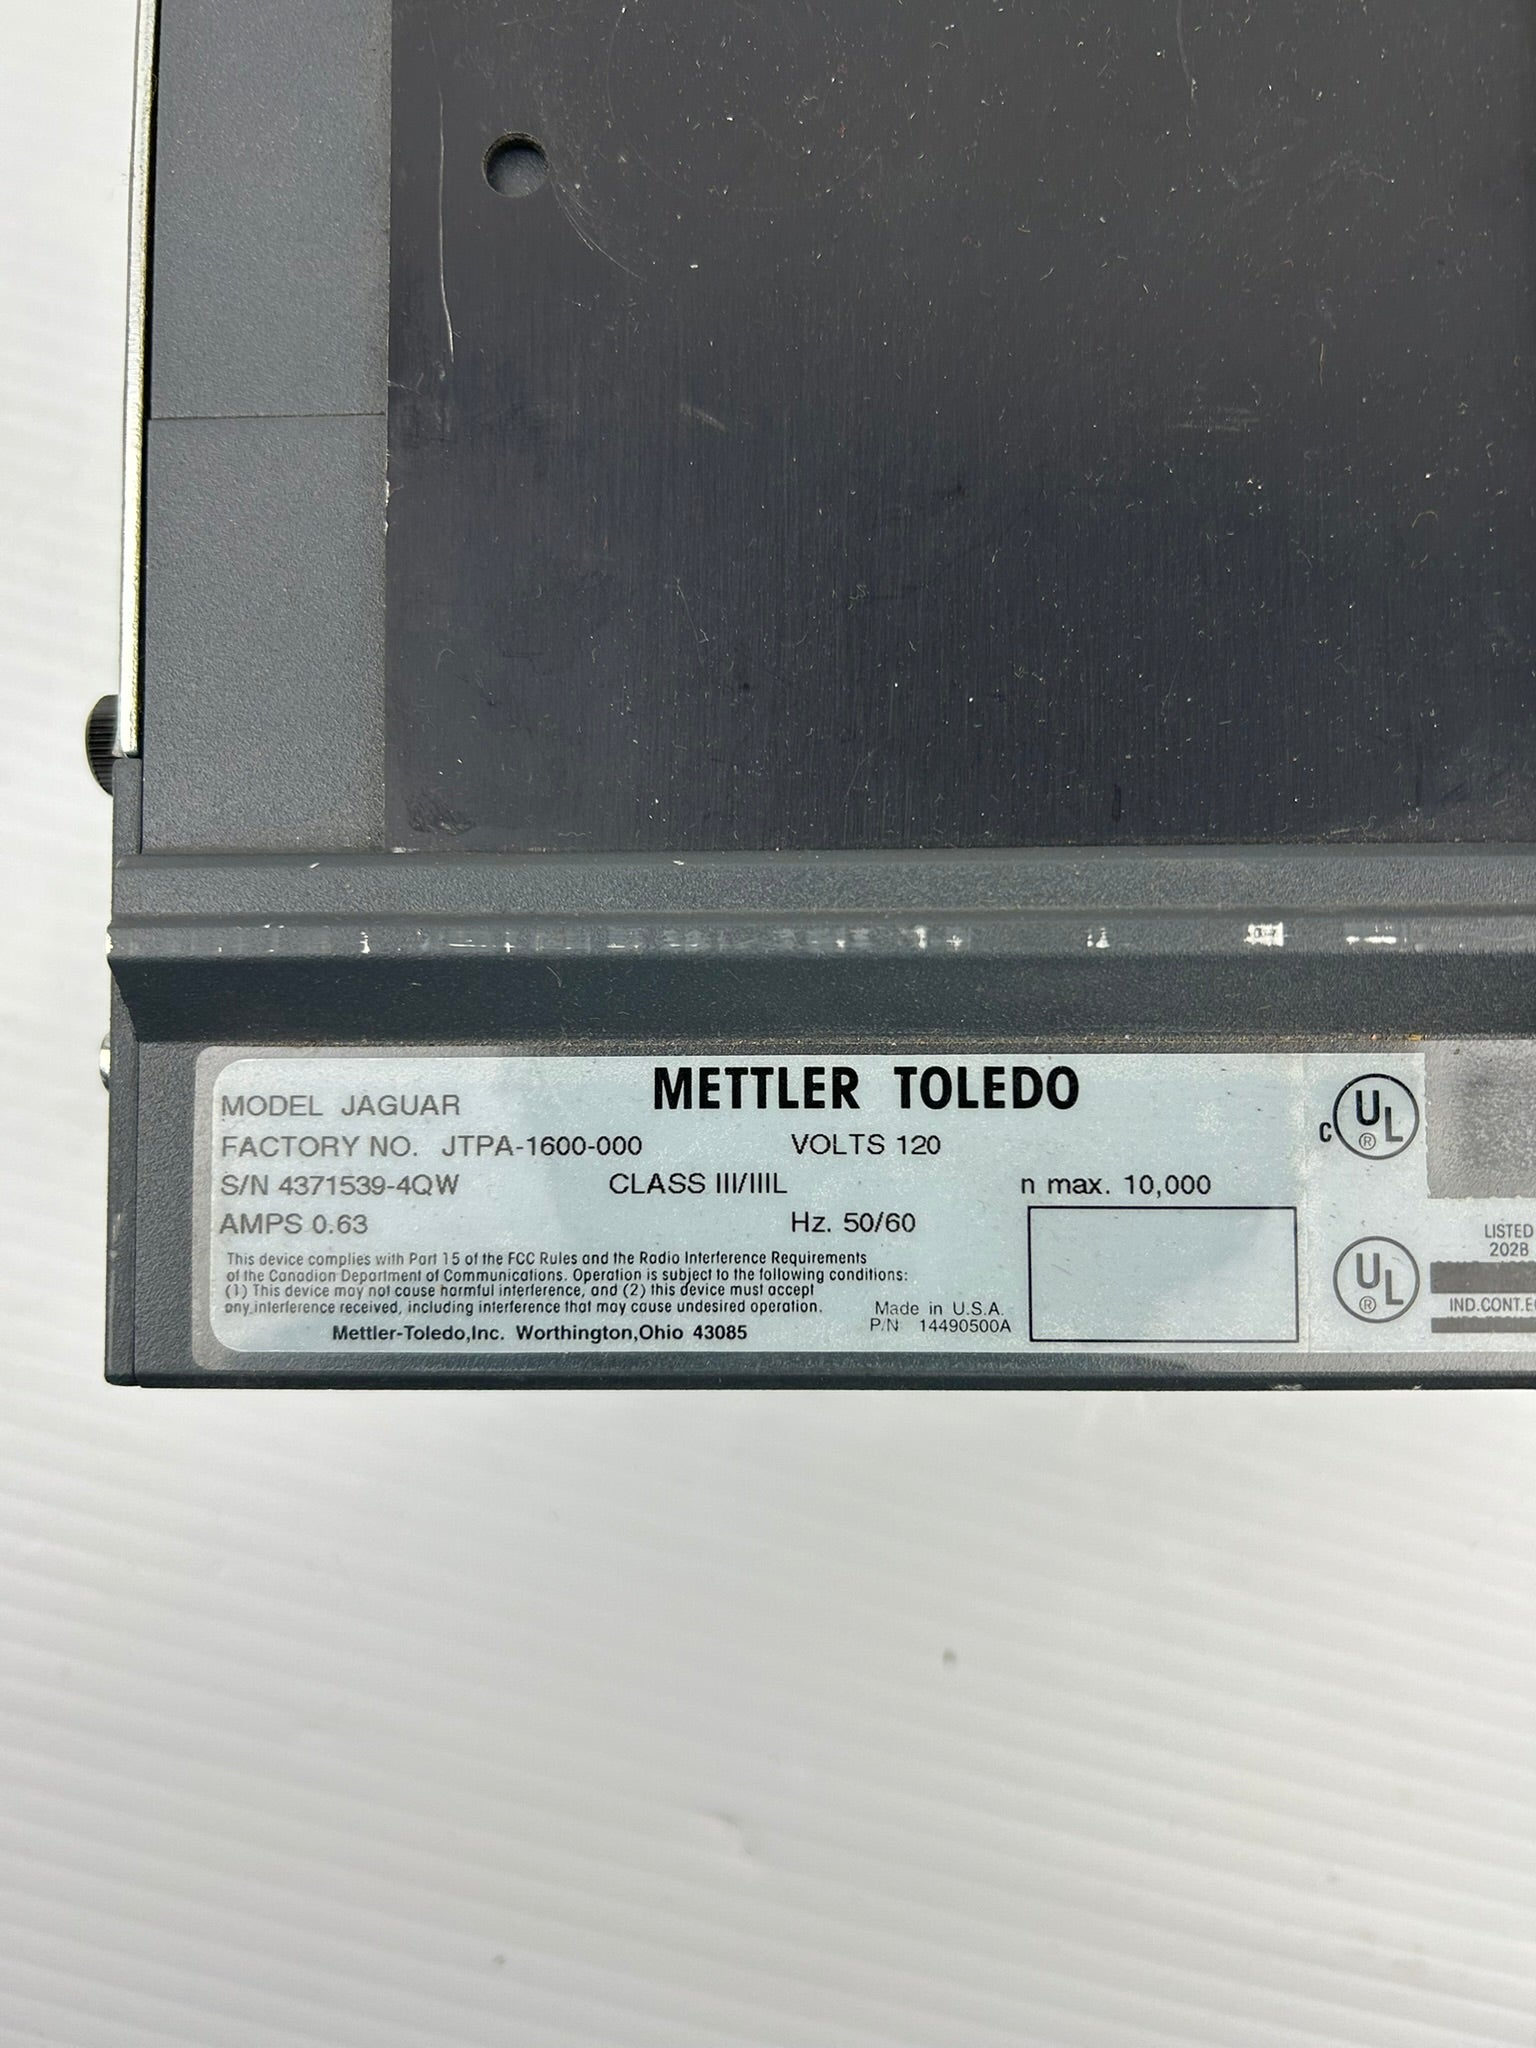 METTLER TOLEDO
MODEL JAGUAR
FACTORY NO. JTPA-1600-000 VOLTS 120
S/N 4371539-4QW CLASS III/IIIL n max. 10,000
AMPS 0.63 Hz. 50/60
This device complies with Part 15 of the FCC Rules and the Radio Interference Requirements
of the Canadian Department of Communications. Operation is subject to the following conditions:
(1) This device may not cause harmful interference, and (2) this device must accept
any interference received, including interference that may cause undesired operation.
Mettler-Toledo,Inc. Worthington,Ohio 43085
Made in U.S.A.
P/N 14490500A
C UL ®
UL ®
LISTED
202B
IND.CONT.